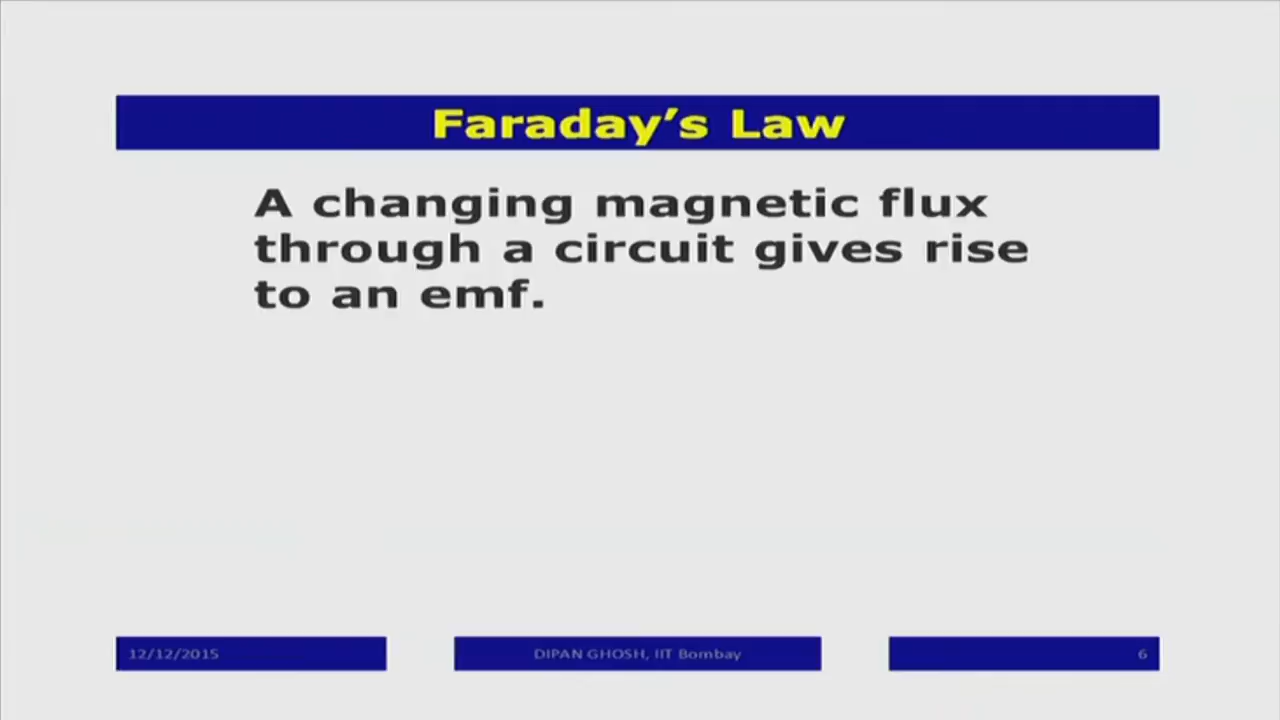 Faraday’s Law
A changing magnetic flux
through a circuit gives rise
to an emf.
12/12/2015
DIPAN GHOSH, IIT Bombay
6